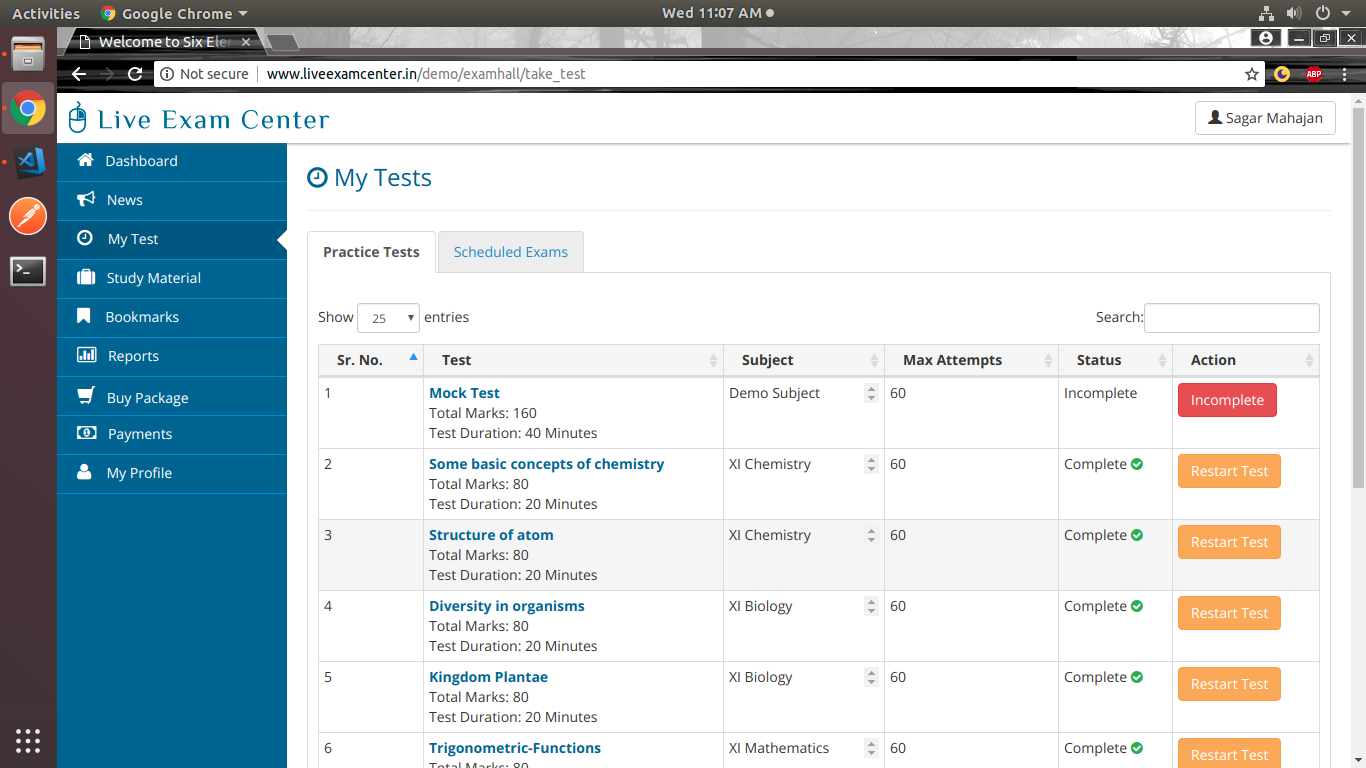 Activities
Google Chrome
Wed 11:07 AM
Welcome to Six Ele
Not secure
www.liveexamcenter.in/demo/examhall/take_test
ABP
Live Exam Center
Sagar Mahajan
Dashboard
News
My Test
Study Material
Bookmarks
Reports
Buy Package
Payments
My Profile
My Tests
Practice Tests
Scheduled Exams
Show 25 entries
Search:
Sr. No. Test Subject Max Attempts Status Action
1 Mock Test Demo Subject 60 Incomplete Incomplete
Total Marks: 160
Test Duration: 40 Minutes
2 Some basic concepts of chemistry XI Chemistry 60 Complete Restart Test
Total Marks: 80
Test Duration: 20 Minutes
3 Structure of atom XI Chemistry 60 Complete Restart Test
Total Marks: 80
Test Duration: 20 Minutes
4 Diversity in organisms XI Biology 60 Complete Restart Test
Total Marks: 80
Test Duration: 20 Minutes
5 Kingdom Plantae XI Biology 60 Complete Restart Test
Total Marks: 80
Test Duration: 20 Minutes
6 Trigonometric-Functions XI Mathematics 60 Complete Restart Test
Total Marks: 80